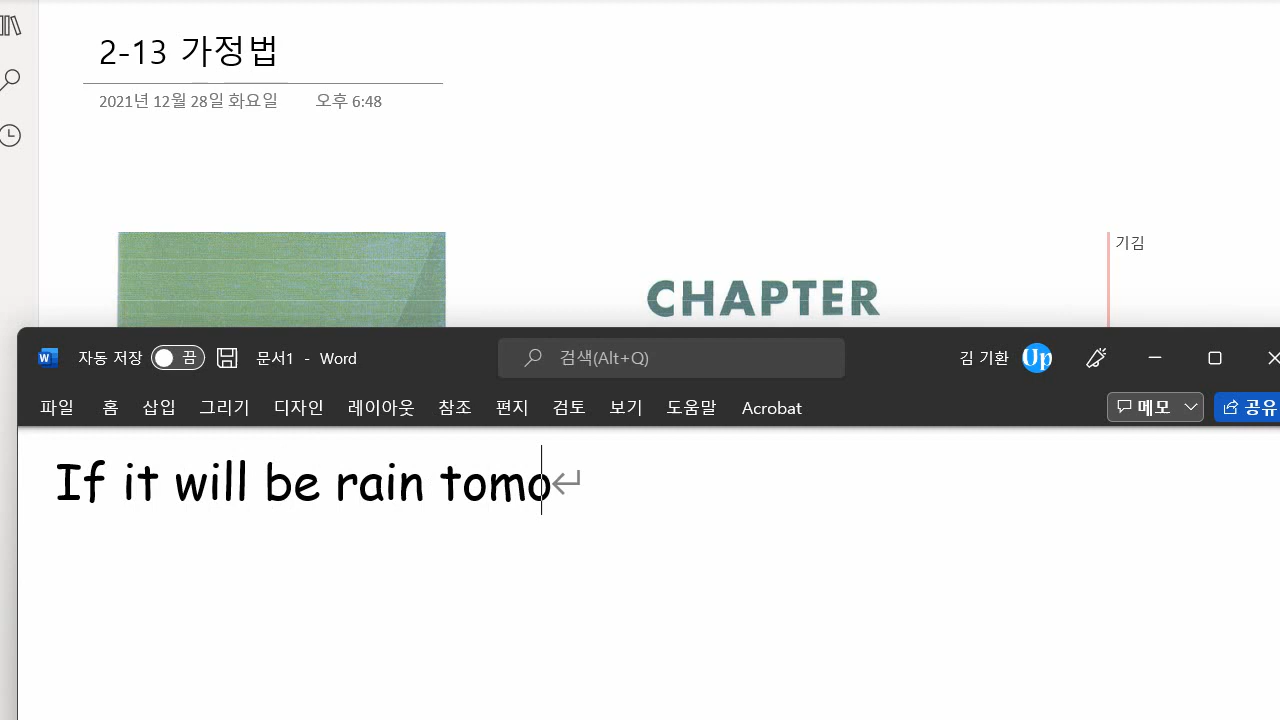 2-13 가정법
2021년 12월 28일 화요일 오후 6:48
기김
CHAPTER
자동 저장 끔 문서1 - Word 검색(Alt+Q) 김 기환 Up
파일 홈 삽입 그리기 디자인 레이아웃 참조 편지 검토 보기 도움말 Acrobat 메모 공유
If it will be rain tomo